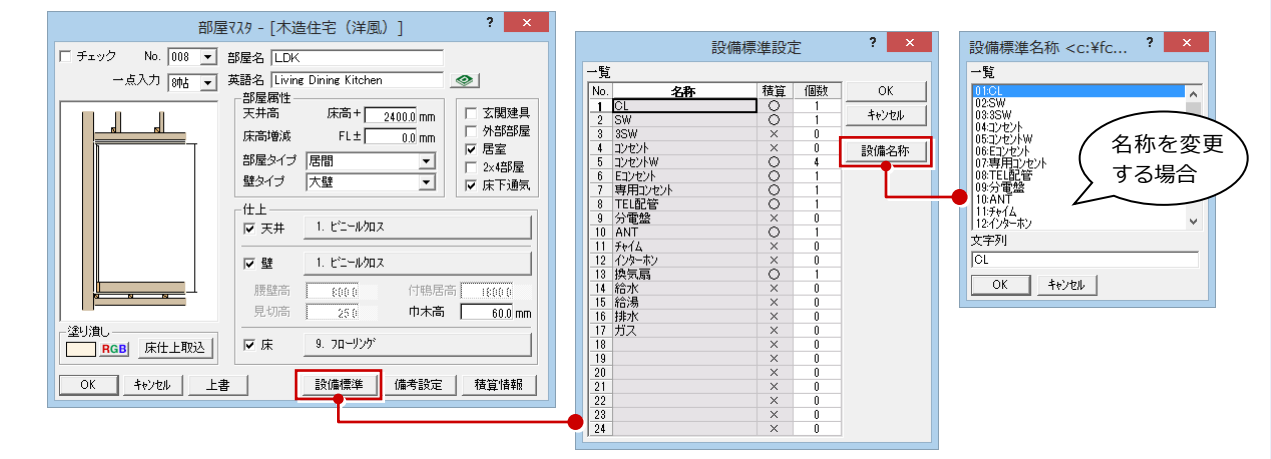 部屋ﾏｽﾀ - [木造住宅（洋風）] ? ×
チェック No. 008 部屋名 LDK
一点入力 8帖 英語名 Living Dining Kitchen
部屋属性
天井高 床高+ 2400.0 mm
床高増減 FL± 0.0 mm
部屋タイプ 居間
壁タイプ 大壁
玄関建具
外部部屋
居室
2x4部屋
床下通気
仕上
天井 1. ﾋﾞﾆｰﾙｸﾛｽ
壁 1. ﾋﾞﾆｰﾙｸﾛｽ
腰壁高 800.0 付鴨居高 1800.0
見切高 25.0 巾木高 60.0 mm
床 9. ﾌﾛｰﾘﾝｸﾞ
塗り潰し
RGB 床仕上取込
OK ｷｬﾝｾﾙ 上書 設備標準 備考設定 積算情報
設備標準設定 ? ×
一覧
No. 名称 積算 個数
1 CL ○ 1
2 SW ○ 1
3 3SW × 0
4 ｺﾝｾﾝﾄ × 0
5 ｺﾝｾﾝﾄW ○ 4
6 Eｺﾝｾﾝﾄ ○ 1
7 専用ｺﾝｾﾝﾄ ○ 1
8 TEL配管 ○ 1
9 分電盤 × 0
10 ANT ○ 1
11 ﾁｬｲﾑ × 0
12 ｲﾝﾀｰﾎﾝ × 0
13 換気扇 ○ 1
14 給水 × 0
15 給湯 × 0
16 排水 × 0
17 ガス × 0
18 × 0
19 × 0
20 × 0
21 × 0
22 × 0
23 × 0
24 × 0
OK
ｷｬﾝｾﾙ
設備名称
設備標準名称 <c:¥fc... ? ×
一覧
01:CL
02:SW
03:3SW
04:ｺﾝｾﾝﾄ
05:ｺﾝｾﾝﾄW
06:Eｺﾝｾﾝﾄ
07:専用ｺﾝｾﾝﾄ
08:TEL配管
09:分電盤
10:ANT
11:ﾁｬｲﾑ
12:ｲﾝﾀｰﾎﾝ
文字列
CL
OK ｷｬﾝｾﾙ
名称を変更
する場合